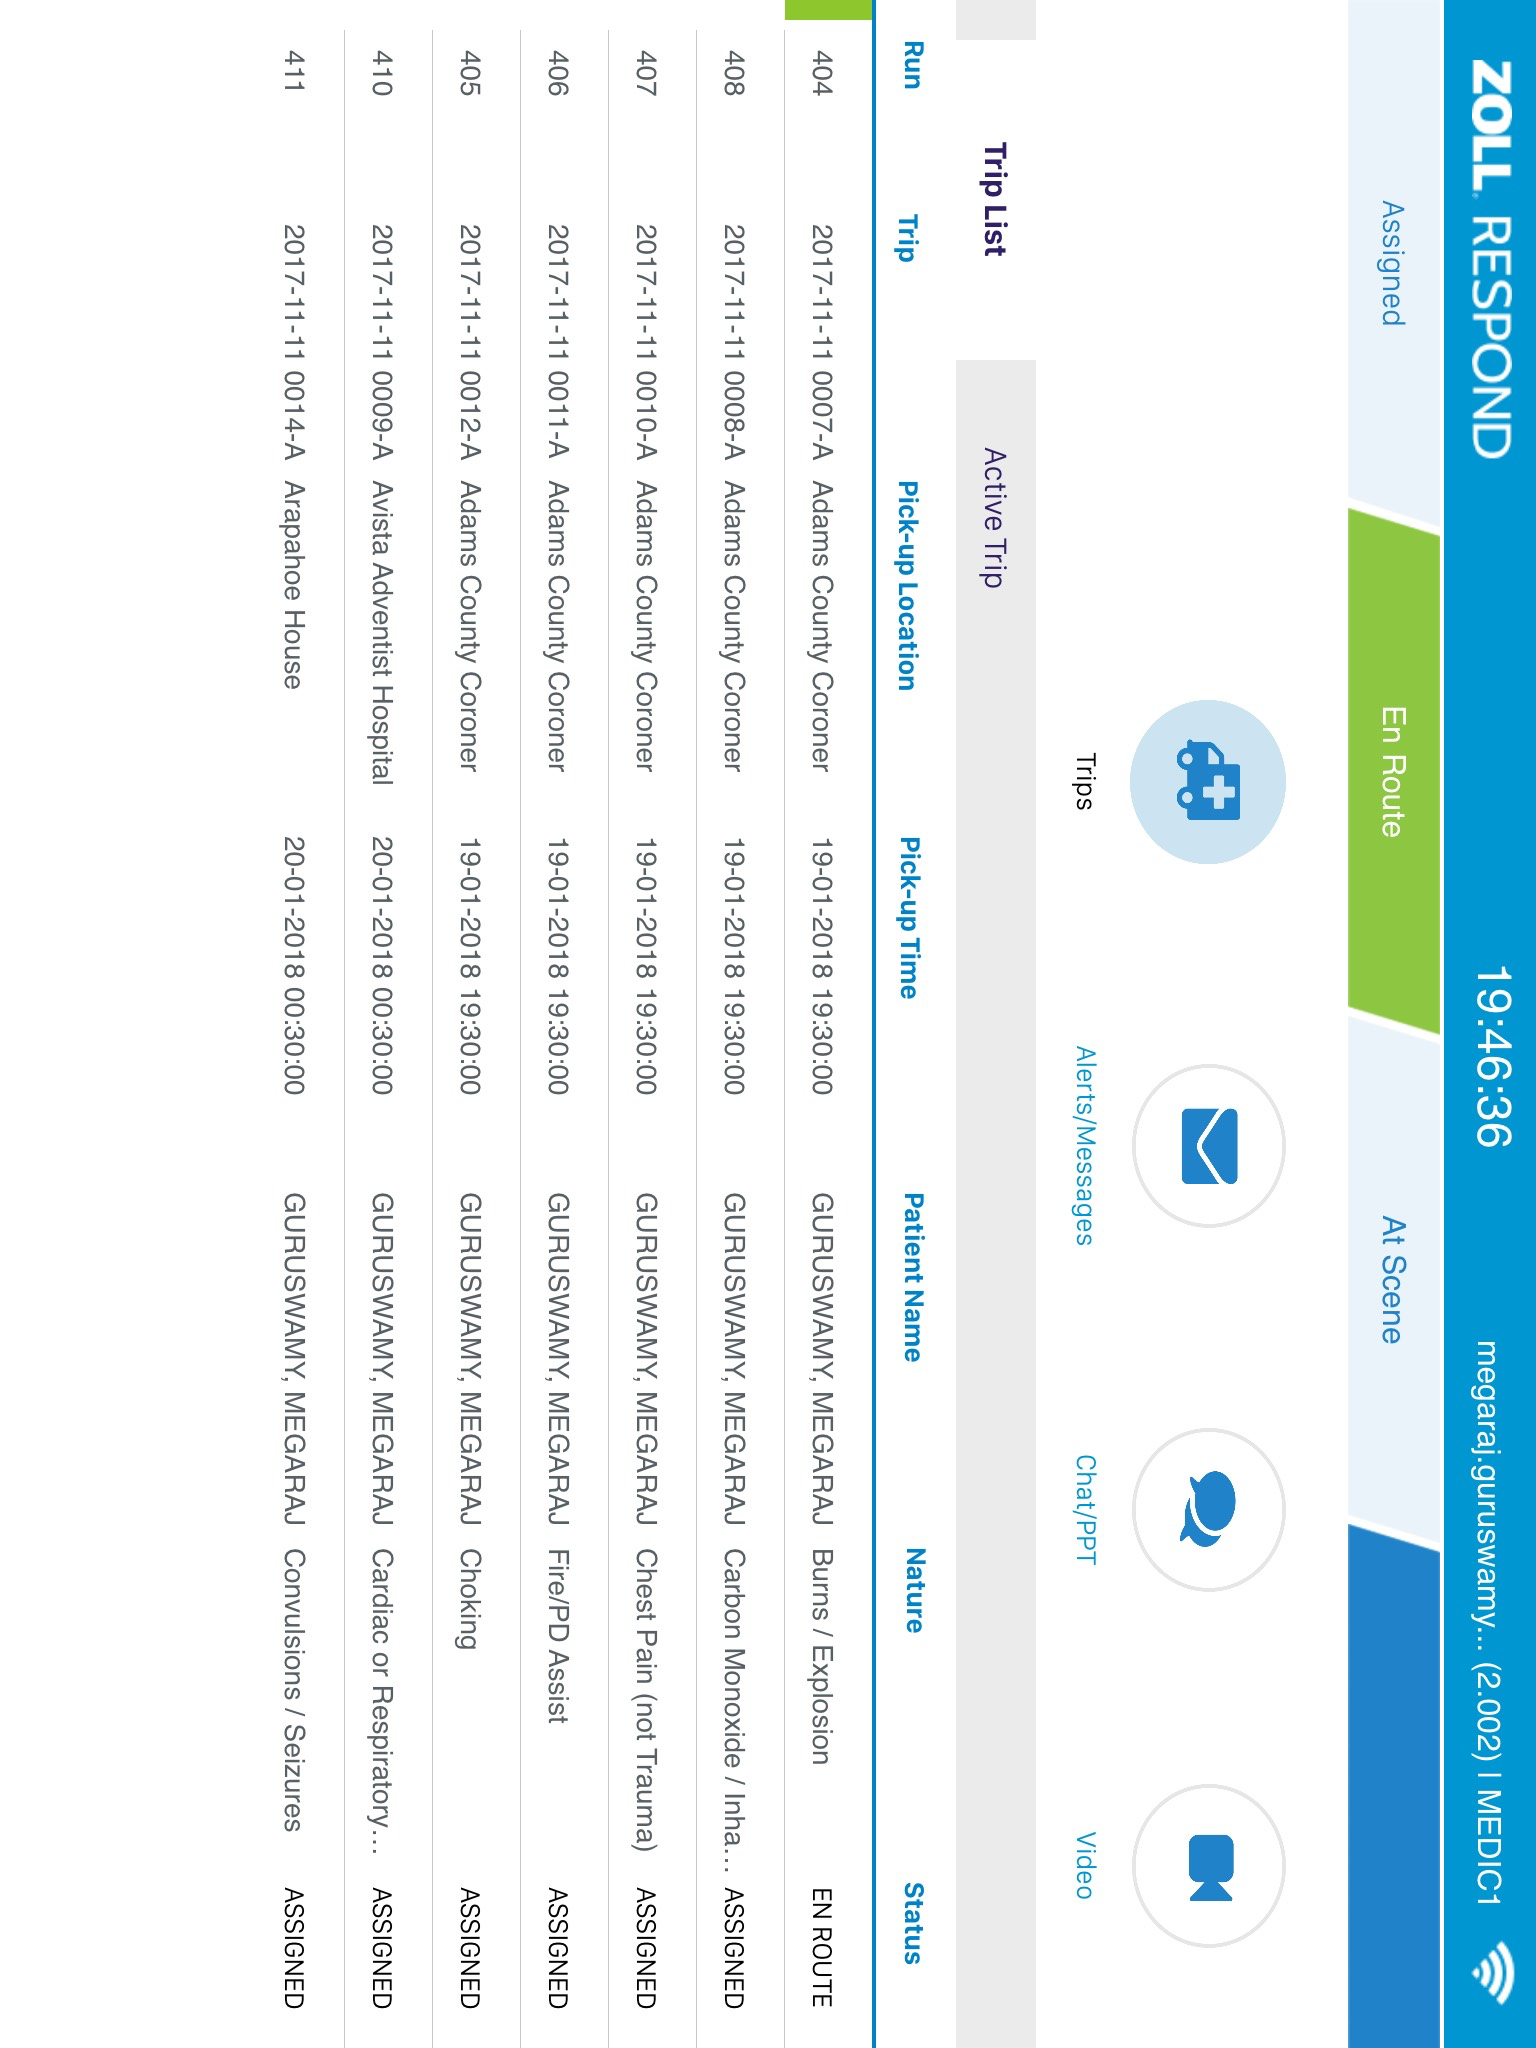 ZOLL RESPOND 19:46:36 megaraj.guruswamy... (2.002) | MEDIC1
Assigned En Route At Scene
Trips Alerts/Messages Chat/PPT Video
Trip List Active Trip
Run Trip Pick-up Location Pick-up Time Patient Name Nature Status
404 2017-11-11 0007-A Adams County Coroner 19-01-2018 19:30:00 GURUSWAMY, MEGARAJ Burns / Explosion EN ROUTE
408 2017-11-11 0008-A Adams County Coroner 19-01-2018 19:30:00 GURUSWAMY, MEGARAJ Carbon Monoxide / Inha... ASSIGNED
407 2017-11-11 0010-A Adams County Coroner 19-01-2018 19:30:00 GURUSWAMY, MEGARAJ Chest Pain (not Trauma) ASSIGNED
406 2017-11-11 0011-A Adams County Coroner 19-01-2018 19:30:00 GURUSWAMY, MEGARAJ Fire/PD Assist ASSIGNED
405 2017-11-11 0012-A Adams County Coroner 19-01-2018 19:30:00 GURUSWAMY, MEGARAJ Choking ASSIGNED
410 2017-11-11 0009-A Avista Adventist Hospital 20-01-2018 00:30:00 GURUSWAMY, MEGARAJ Cardiac or Respiratory... ASSIGNED
411 2017-11-11 0014-A Arapahoe House 20-01-2018 00:30:00 GURUSWAMY, MEGARAJ Convulsions / Seizures ASSIGNED